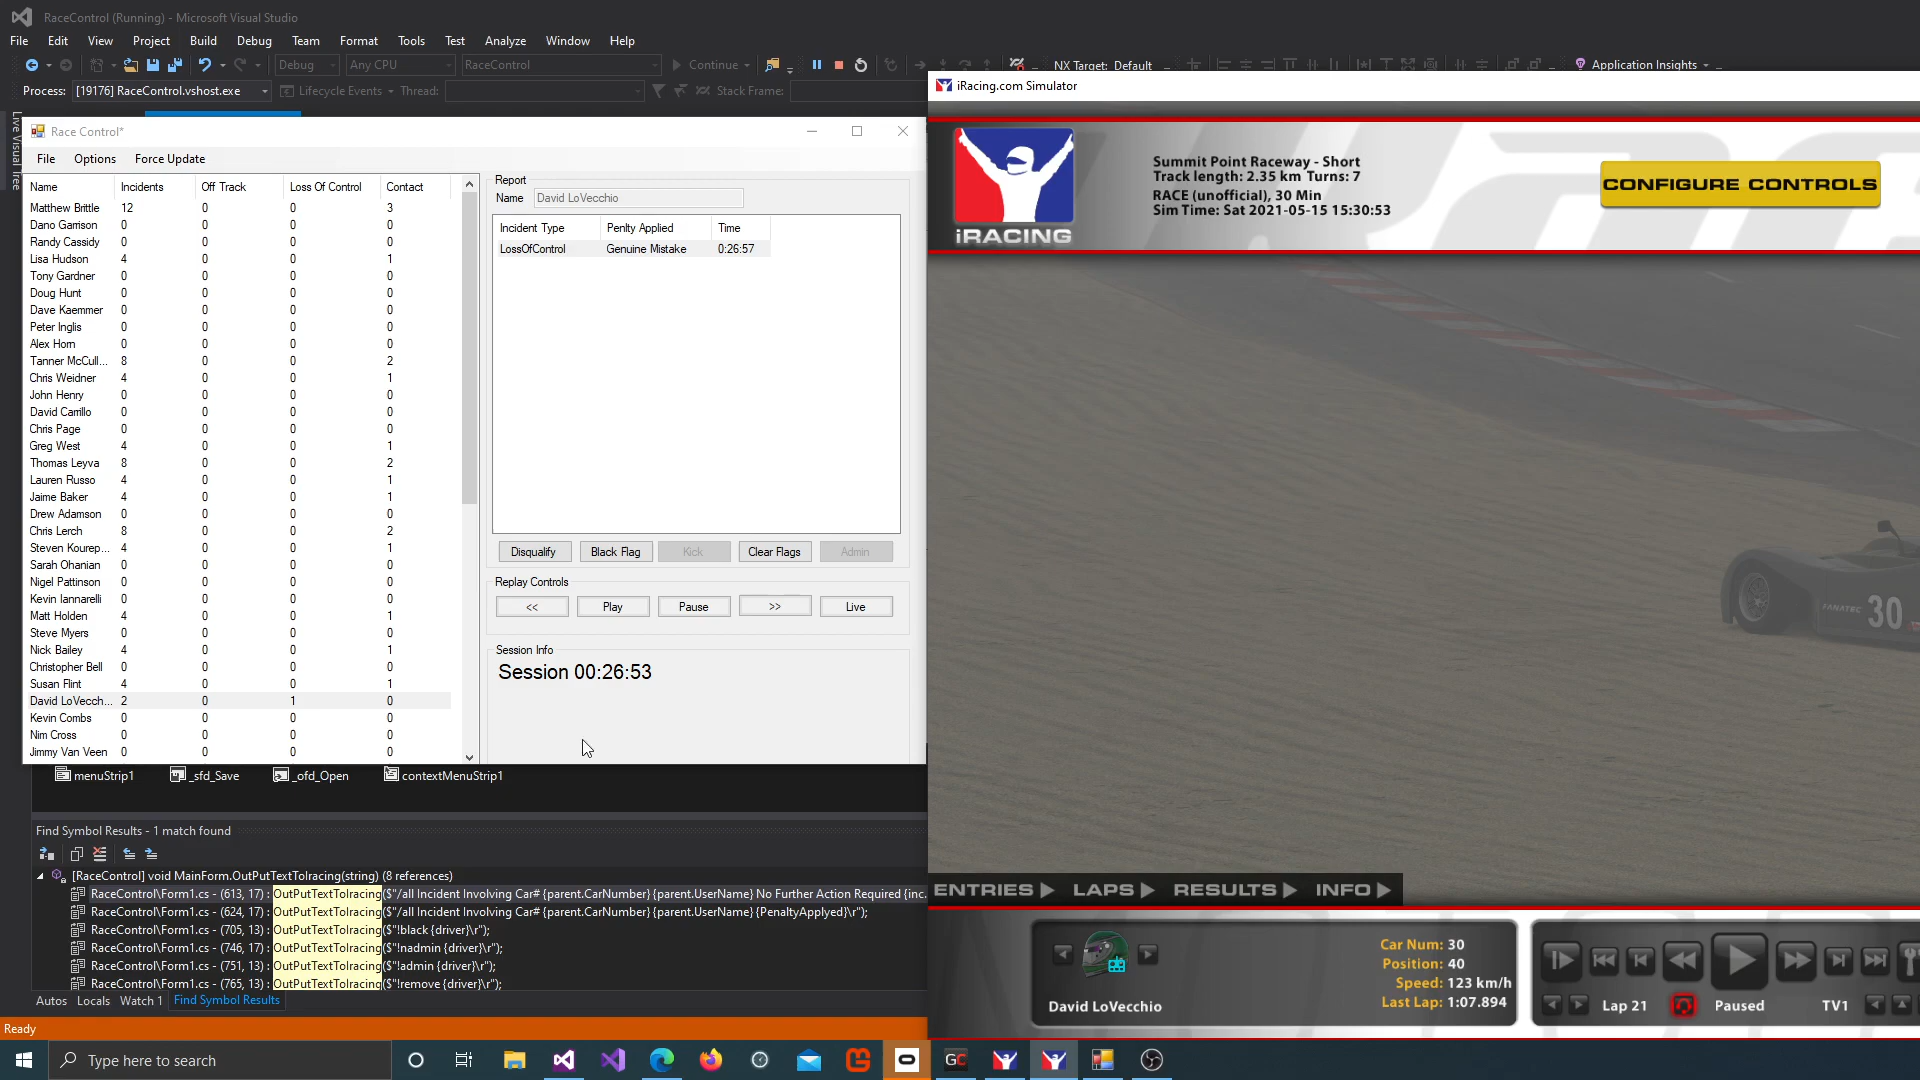 RaceControl (Running) - Microsoft Visual Studio
File Edit View Project Build Debug Team Format Tools Test Analyze Window Help
Debug Any CPU RaceControl Continue NX Target: Default Application Insights
Process: [19176] RaceControl.vshost.exe Lifecycle Events Thread: Stack Frame:
Live Visual Tree
Race Control*
File Options Force Update
Name Incidents Off Track Loss Of Control Contact
Matthew Brittle 12 0 0 3
Dano Garrison 0 0 0 0
Randy Cassidy 0 0 0 0
Lisa Hudson 4 0 0 1
Tony Gardner 0 0 0 0
Doug Hunt 0 0 0 0
Dave Kaemmer 0 0 0 0
Peter Inglis 0 0 0 0
Alex Horn 0 0 0 0
Tanner McCull... 8 0 0 2
Chris Weidner 4 0 0 1
John Henry 0 0 0 0
David Carrillo 0 0 0 0
Chris Page 0 0 0 0
Greg West 4 0 0 1
Thomas Leyva 8 0 0 2
Lauren Russo 4 0 0 1
Jaime Baker 4 0 0 1
Drew Adamson 0 0 0 0
Chris Lerch 8 0 0 2
Steven Kourep... 4 0 0 1
Sarah Ohanian 0 0 0 0
Nigel Pattinson 0 0 0 0
Kevin Iannarelli 0 0 0 0
Matt Holden 4 0 0 1
Steve Myers 0 0 0 0
Nick Bailey 4 0 0 1
Christopher Bell 0 0 0 0
Susan Flint 4 0 0 1
David LoVecch... 2 0 1 0
Kevin Combs 0 0 0 0
Nim Cross 0 0 0 0
Jimmy Van Veen 0 0 0 0
Report
Name David LoVecchio
Incident Type Penlty Applied Time
LossOfControl Genuine Mistake 0:26:57
Disqualify Black Flag Kick Clear Flags Admin
Replay Controls
<< Play Pause >> Live
Session Info
Session 00:26:53
menuStrip1 _sfd_Save _ofd_Open contextMenuStrip1
Find Symbol Results - 1 match found
[RaceControl] void MainForm.OutPutTextToIracing(string) (8 references)
RaceControl\Form1.cs - (613, 17) : OutPutTextToIracing($"/all Incident Involving Car# {parent.CarNumber} {parent.UserName} No Further Action Required {inc.
RaceControl\Form1.cs - (624, 17) : OutPutTextToIracing($"/all Incident Involving Car# {parent.CarNumber} {parent.UserName} {PenaltyApplyed}\r");
RaceControl\Form1.cs - (705, 13) : OutPutTextToIracing($"!black {driver}\r");
RaceControl\Form1.cs - (746, 17) : OutPutTextToIracing($"!nadmin {driver}\r");
RaceControl\Form1.cs - (751, 13) : OutPutTextToIracing($"!admin {driver}\r");
RaceControl\Form1.cs - (765, 13) : OutPutTextToIracing($"!remove {driver}\r");
Autos Locals Watch 1 Find Symbol Results
Ready
Type here to search
GC
iRacing.com Simulator
iRACING
Summit Point Raceway - Short
Track length: 2.35 km Turns: 7
RACE (unofficial), 30 Min
Sim Time: Sat 2021-05-15 15:30:53
CONFIGURE CONTROLS
FANATEC 30
ENTRIES LAPS RESULTS INFO
David LoVecchio
Car Num: 30
Position: 40
Speed: 123 km/h
Last Lap: 1:07.894
Lap 21 Paused TV1